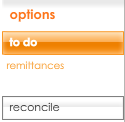 options
to do
remittances
reconcile